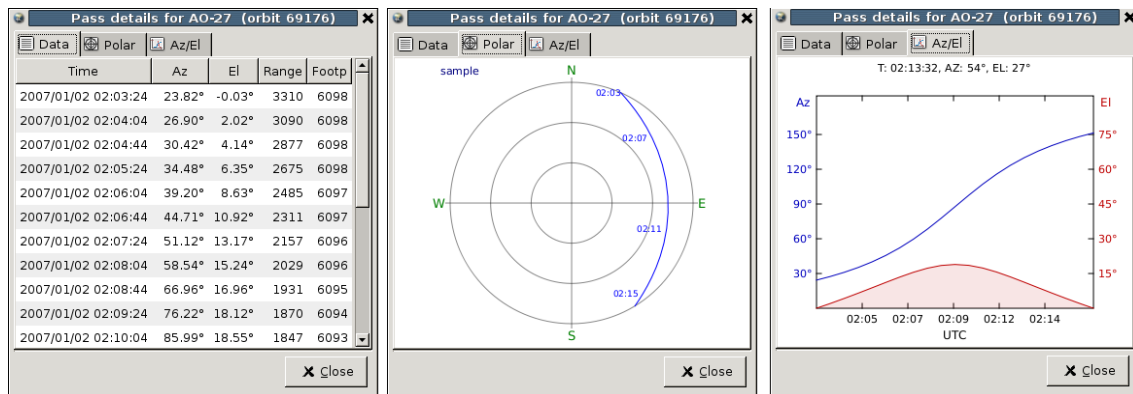 Pass details for AO-27 (orbit 69176)
Data Polar Az/El
Time Az El Range Footp
2007/01/02 02:03:24 23.82° -0.03° 3310 6098
2007/01/02 02:04:04 26.90° 2.02° 3090 6098
2007/01/02 02:04:44 30.42° 4.14° 2877 6098
2007/01/02 02:05:24 34.48° 6.35° 2675 6098
2007/01/02 02:06:04 39.20° 8.63° 2485 6097
2007/01/02 02:06:44 44.71° 10.92° 2311 6097
2007/01/02 02:07:24 51.12° 13.17° 2157 6096
2007/01/02 02:08:04 58.54° 15.24° 2029 6096
2007/01/02 02:08:44 66.96° 16.96° 1931 6095
2007/01/02 02:09:24 76.22° 18.12° 1870 6094
2007/01/02 02:10:04 85.99° 18.55° 1847 6093
Close
Pass details for AO-27 (orbit 69176)
Data Polar Az/El
sample
N
02:03
02:07
W E
02:11
02:15
S
Close
Pass details for AO-27 (orbit 69176)
Data Polar Az/El
T: 02:13:32, AZ: 54°, EL: 27°
Az El
150° 75°
120° 60°
90° 45°
60° 30°
30° 15°
02:05 02:07 02:09 02:12 02:14
UTC
Close